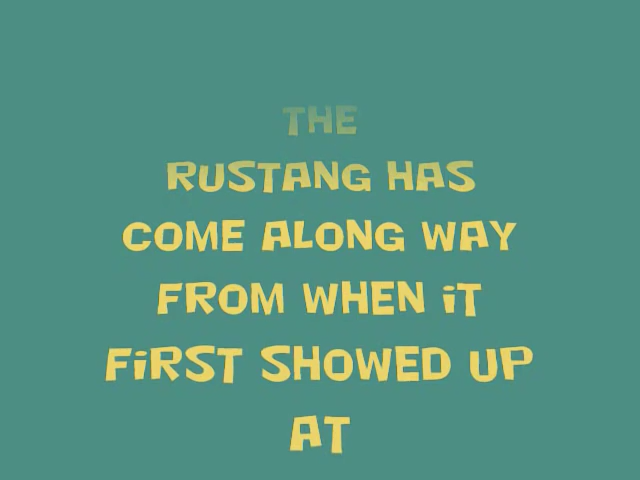 THE
RUSTANG HAS
COME ALONG WAY
FROM WHEN iT
FiRST SHOWED UP
AT